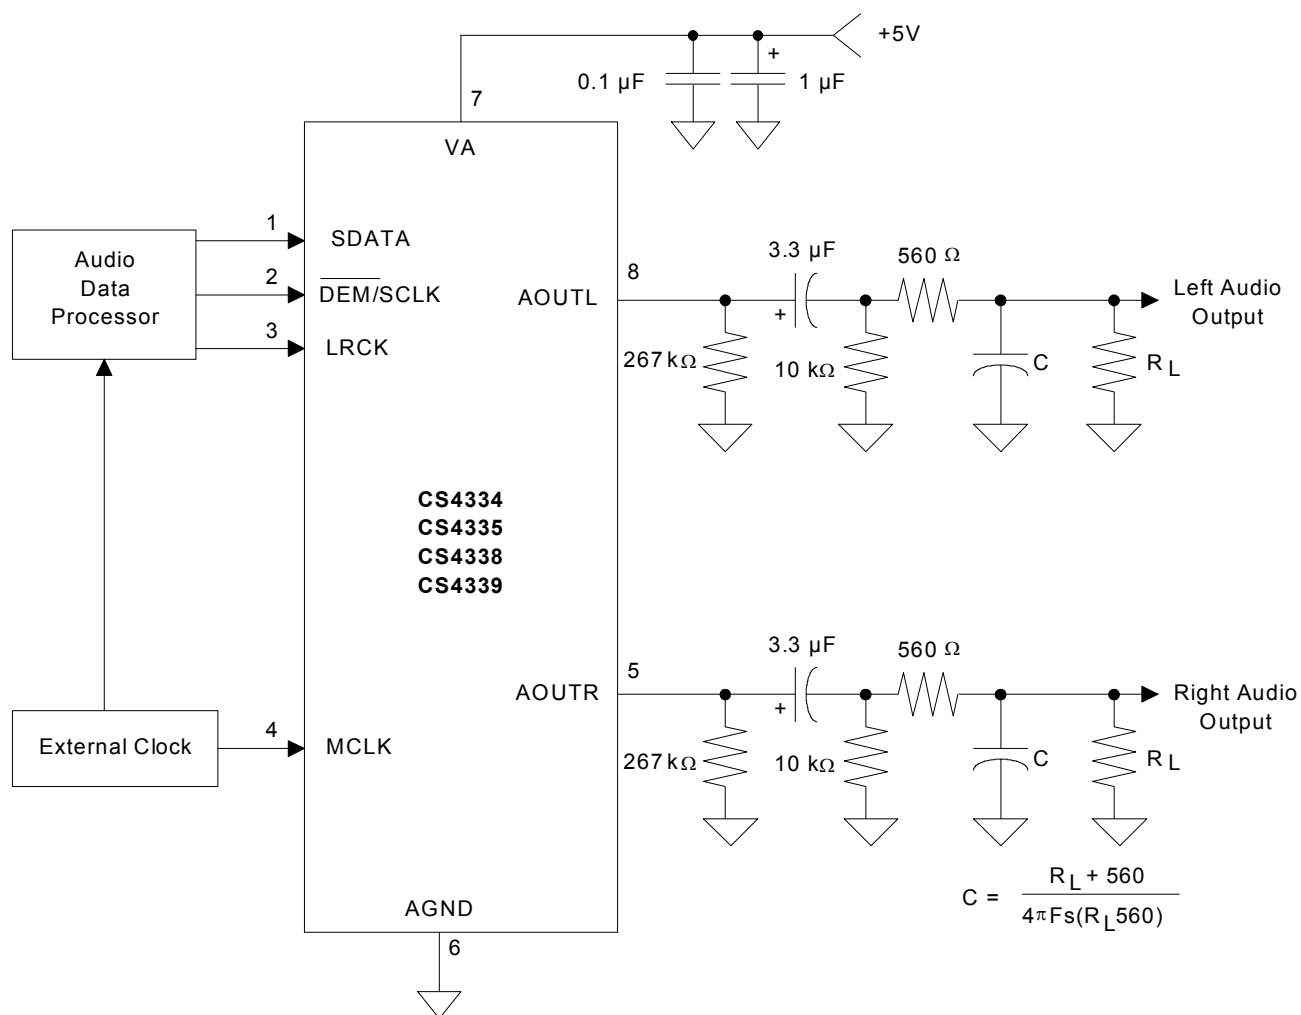 +5V
+
0.1 µF
1 µF
7
VA
1
SDATA
Audio
Data
Processor
2
DEM/SCLK
3
LRCK
8
AOUTL
3.3 µF
+
560 Ω
267 kΩ
10 kΩ
C
R L
Left Audio
Output
CS4334
CS4335
CS4338
CS4339
5
AOUTR
3.3 µF
+
560 Ω
267 kΩ
10 kΩ
C
R L
Right Audio
Output
External Clock
4
MCLK
AGND
6
C = R L + 560
4πFs(R L 560)